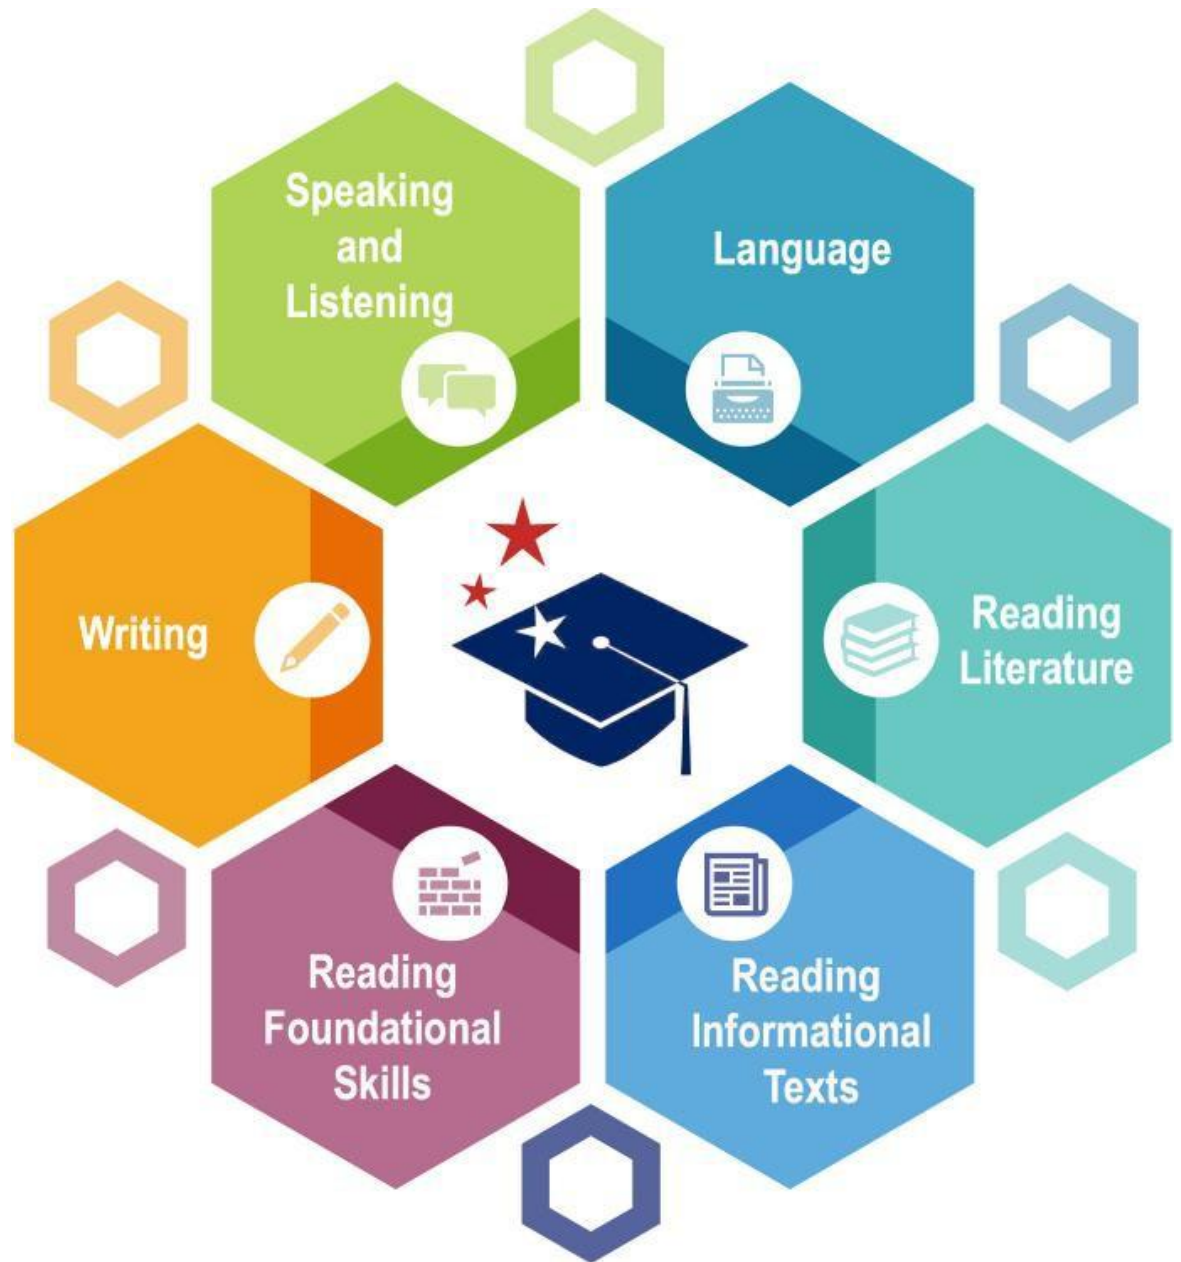 Speaking
and
Listening
Language
Writing
Reading
Literature
Reading
Foundational
Skills
Reading
Informational
Texts